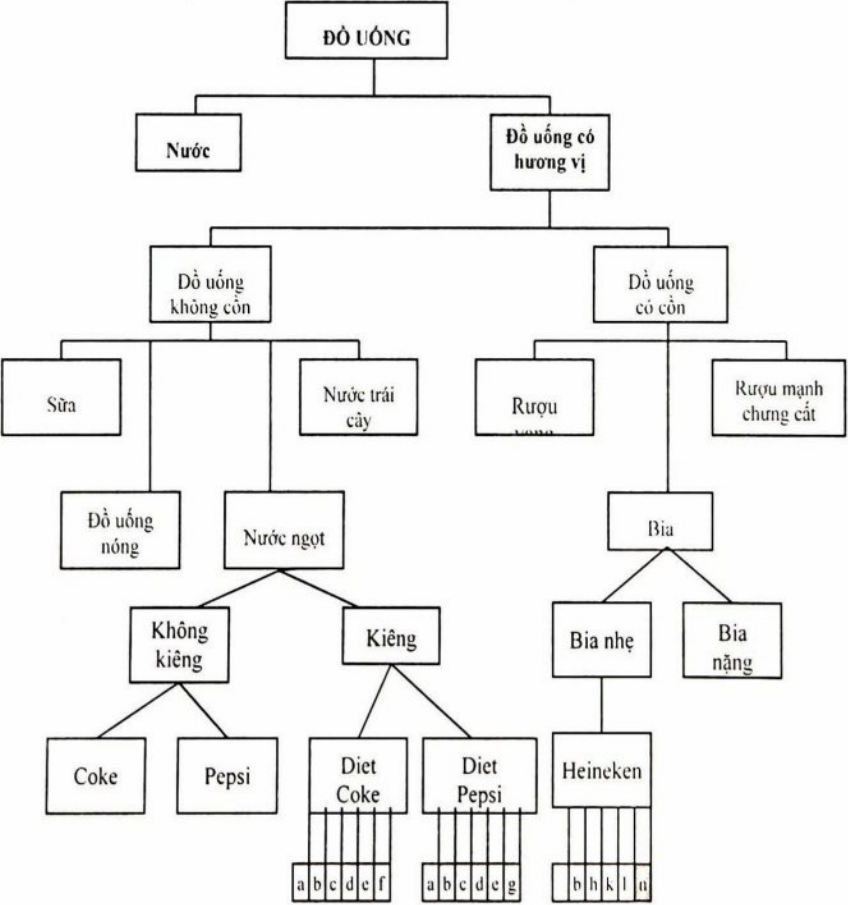 ĐỒ UỐNG
Nước
Đồ uống có
hương vị
Đồ uống
không cồn
Đồ uống
có cồn
Sữa
Nước trái
cây
Rượu
Rượu mạnh
chưng cất
Đồ uống
nóng
Nước ngọt
Bia
Không
kiêng
Kiêng
Bia nhẹ
Bia
nặng
Coke
Pepsi
Diet
Coke
Diet
Pepsi
Heineken
a b c d e f
a b c d e g
b h k l n